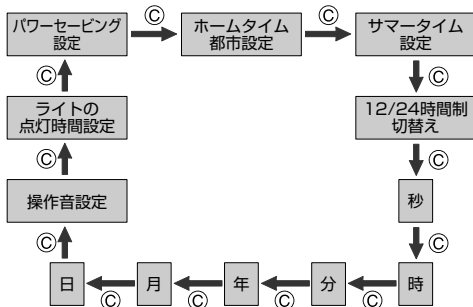 パワーセービング
設定
Ⓒ
ホームタイム
都市設定
Ⓒ
サマータイム
設定
Ⓒ
12/24時間制
切替え
Ⓒ
秒
Ⓒ
時
Ⓒ
分
Ⓒ
年
Ⓒ
月
Ⓒ
日
Ⓒ
操作音設定
Ⓒ
ライトの
点灯時間設定
Ⓒ